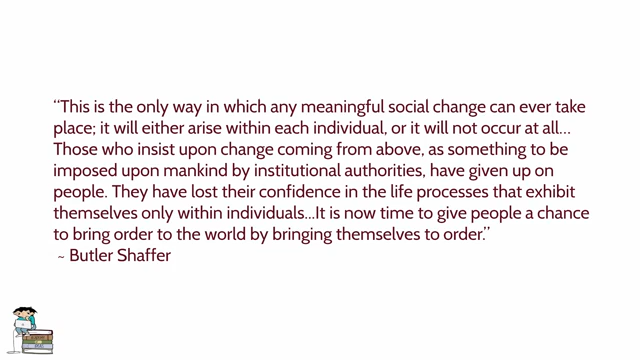 “This is the only way in which any meaningful social change can ever take
place; it will either arise within each individual, or it will not occur at all...
Those who insist upon change coming from above, as something to be
imposed upon mankind by institutional authorities, have given up on
people. They have lost their confidence in the life processes that exhibit
themselves only within individuals...It is now time to give people a chance
to bring order to the world by bringing themselves to order.”
~ Butler Shaffer